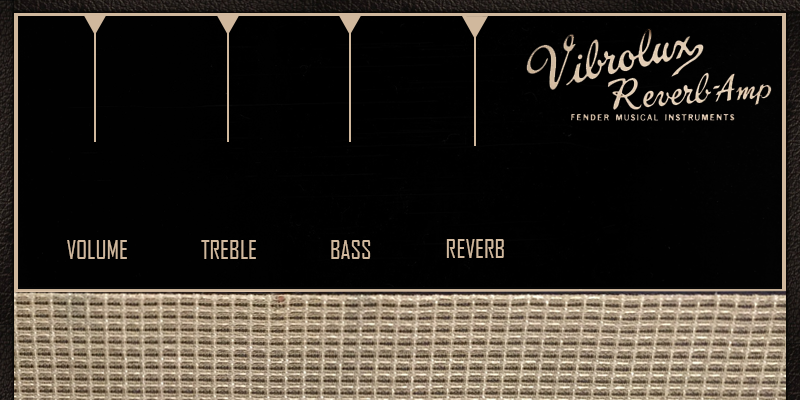 Vibrolux
Reverb-Amp
FENDER MUSICAL INSTRUMENTS
VOLUME TREBLE BASS REVERB